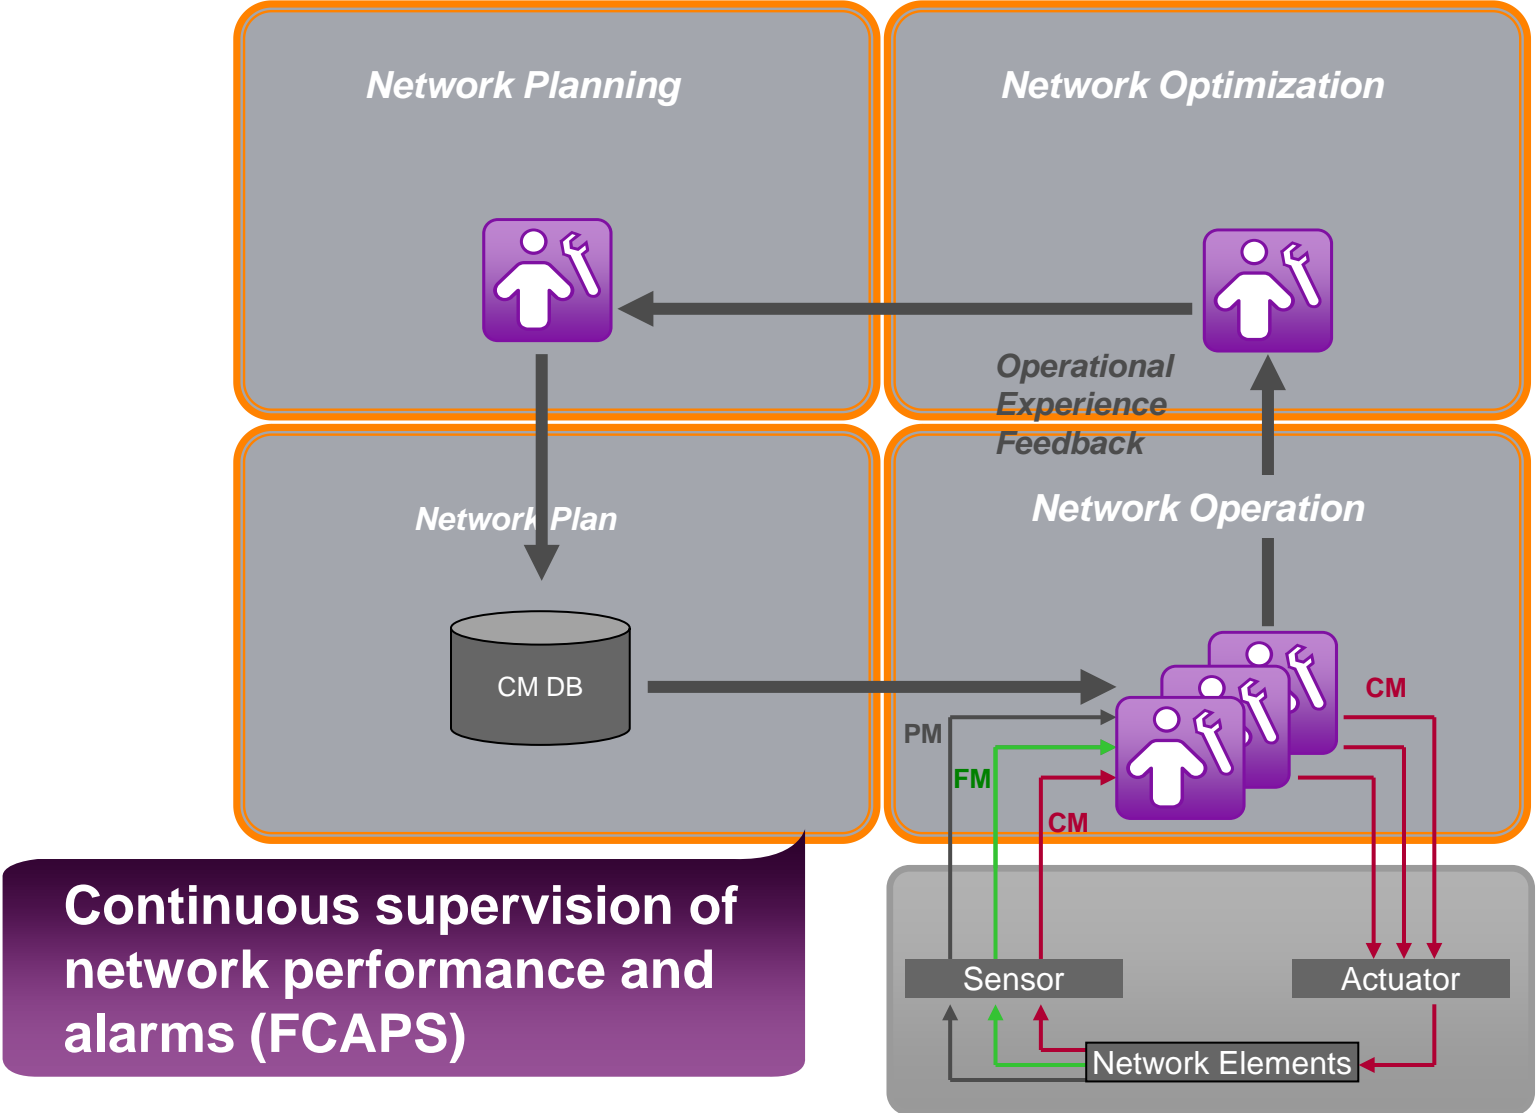 Network Planning
Network Optimization
Operational
Experience
Feedback
Network Plan
Network Operation
CM DB
CM
PM
FM
CM
Continuous supervision of
network performance and
alarms (FCAPS)
Sensor
Actuator
Network Elements